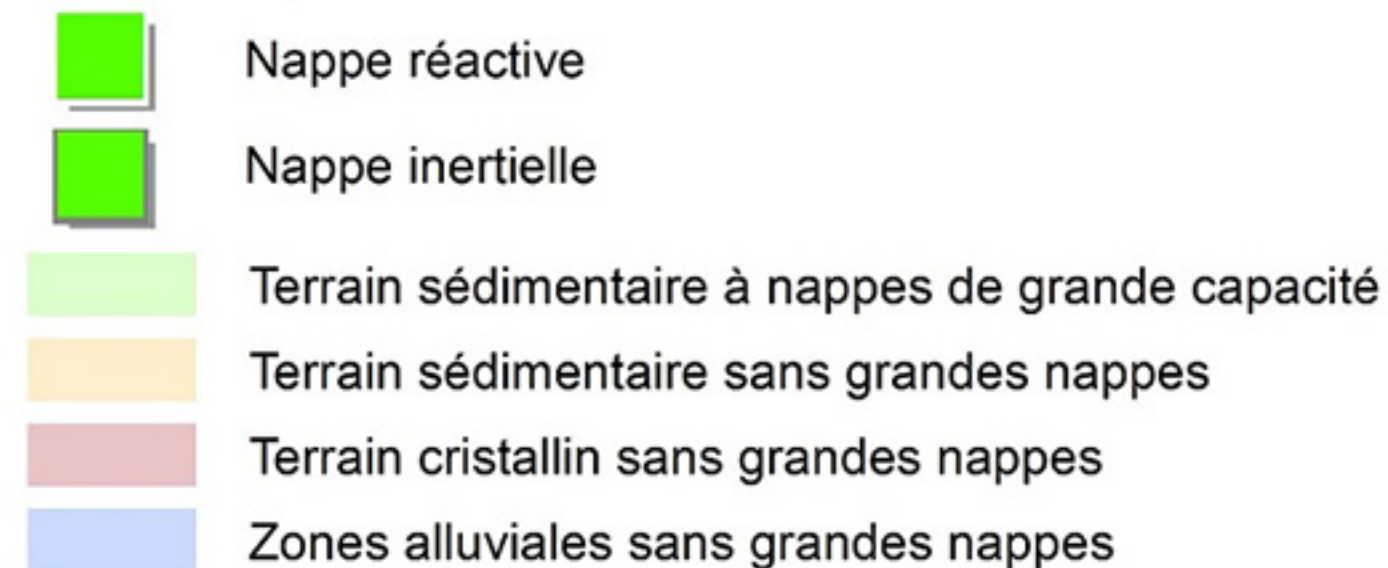 Nappe réactive
Nappe inertielle
Terrain sédimentaire à nappes de grande capacité
Terrain sédimentaire sans grandes nappes
Terrain cristallin sans grandes nappes
Zones alluviales sans grandes nappes